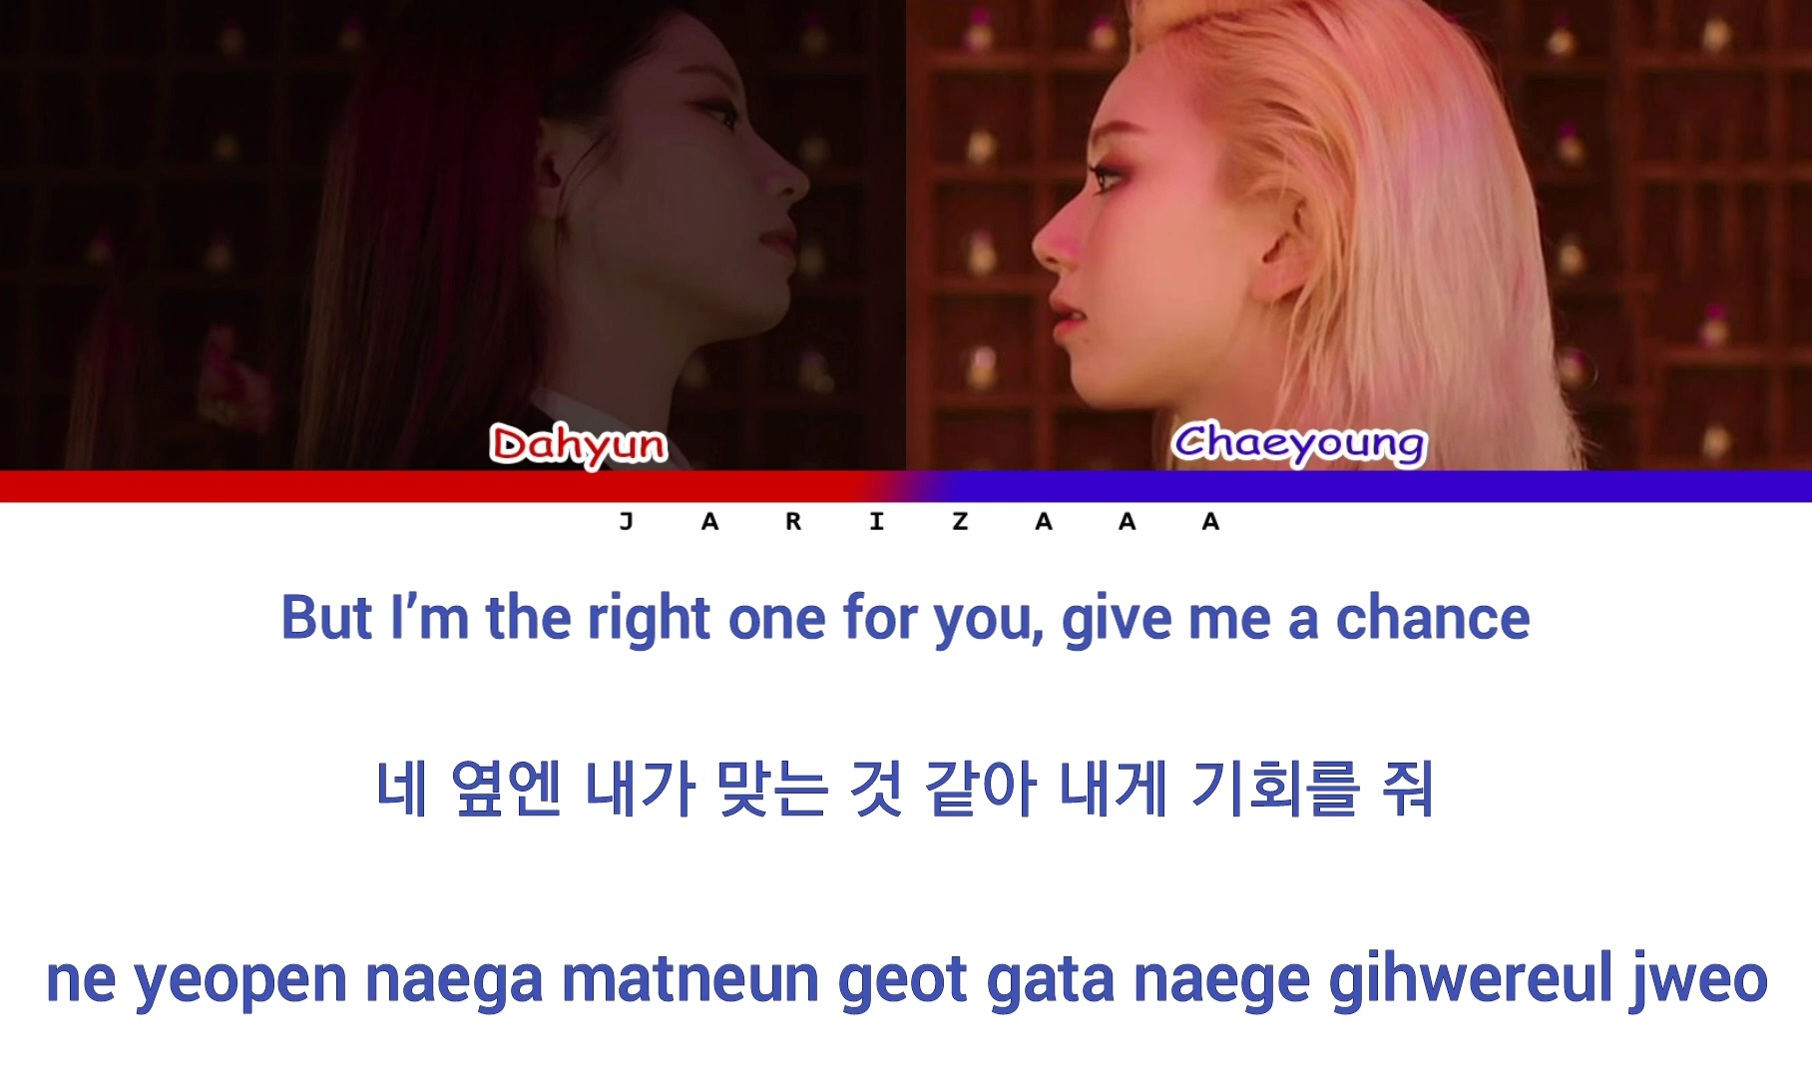 Dahyun
Chaeyoung
J A R I Z A A A
But I’m the right one for you, give me a chance
네 옆엔 내가 맞는 것 같아 내게 기회를 줘
ne yeopen naega matneun geot gata naege gihwereul jweo